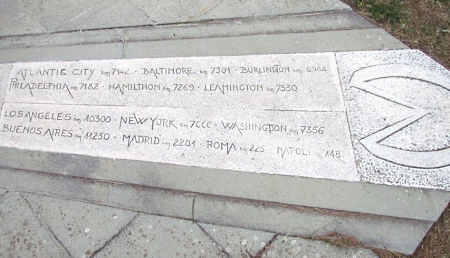 ATLANTIC CITY KM 7142 · BALTIMORE KM 7301 · BURLINGTON KM 6984
PHILADELPHIA KM 7182 · HAMILTHON KM 7269 · LEAMINGTON KM 7530
LOS ANGELES KM 10300 · NEW YORK KM 7000 · WASHINGTON KM 7356
BUENOS AIRES KM 11230 · MADRID KM 2201 · ROMA KM 225 NAPOLI KM 148